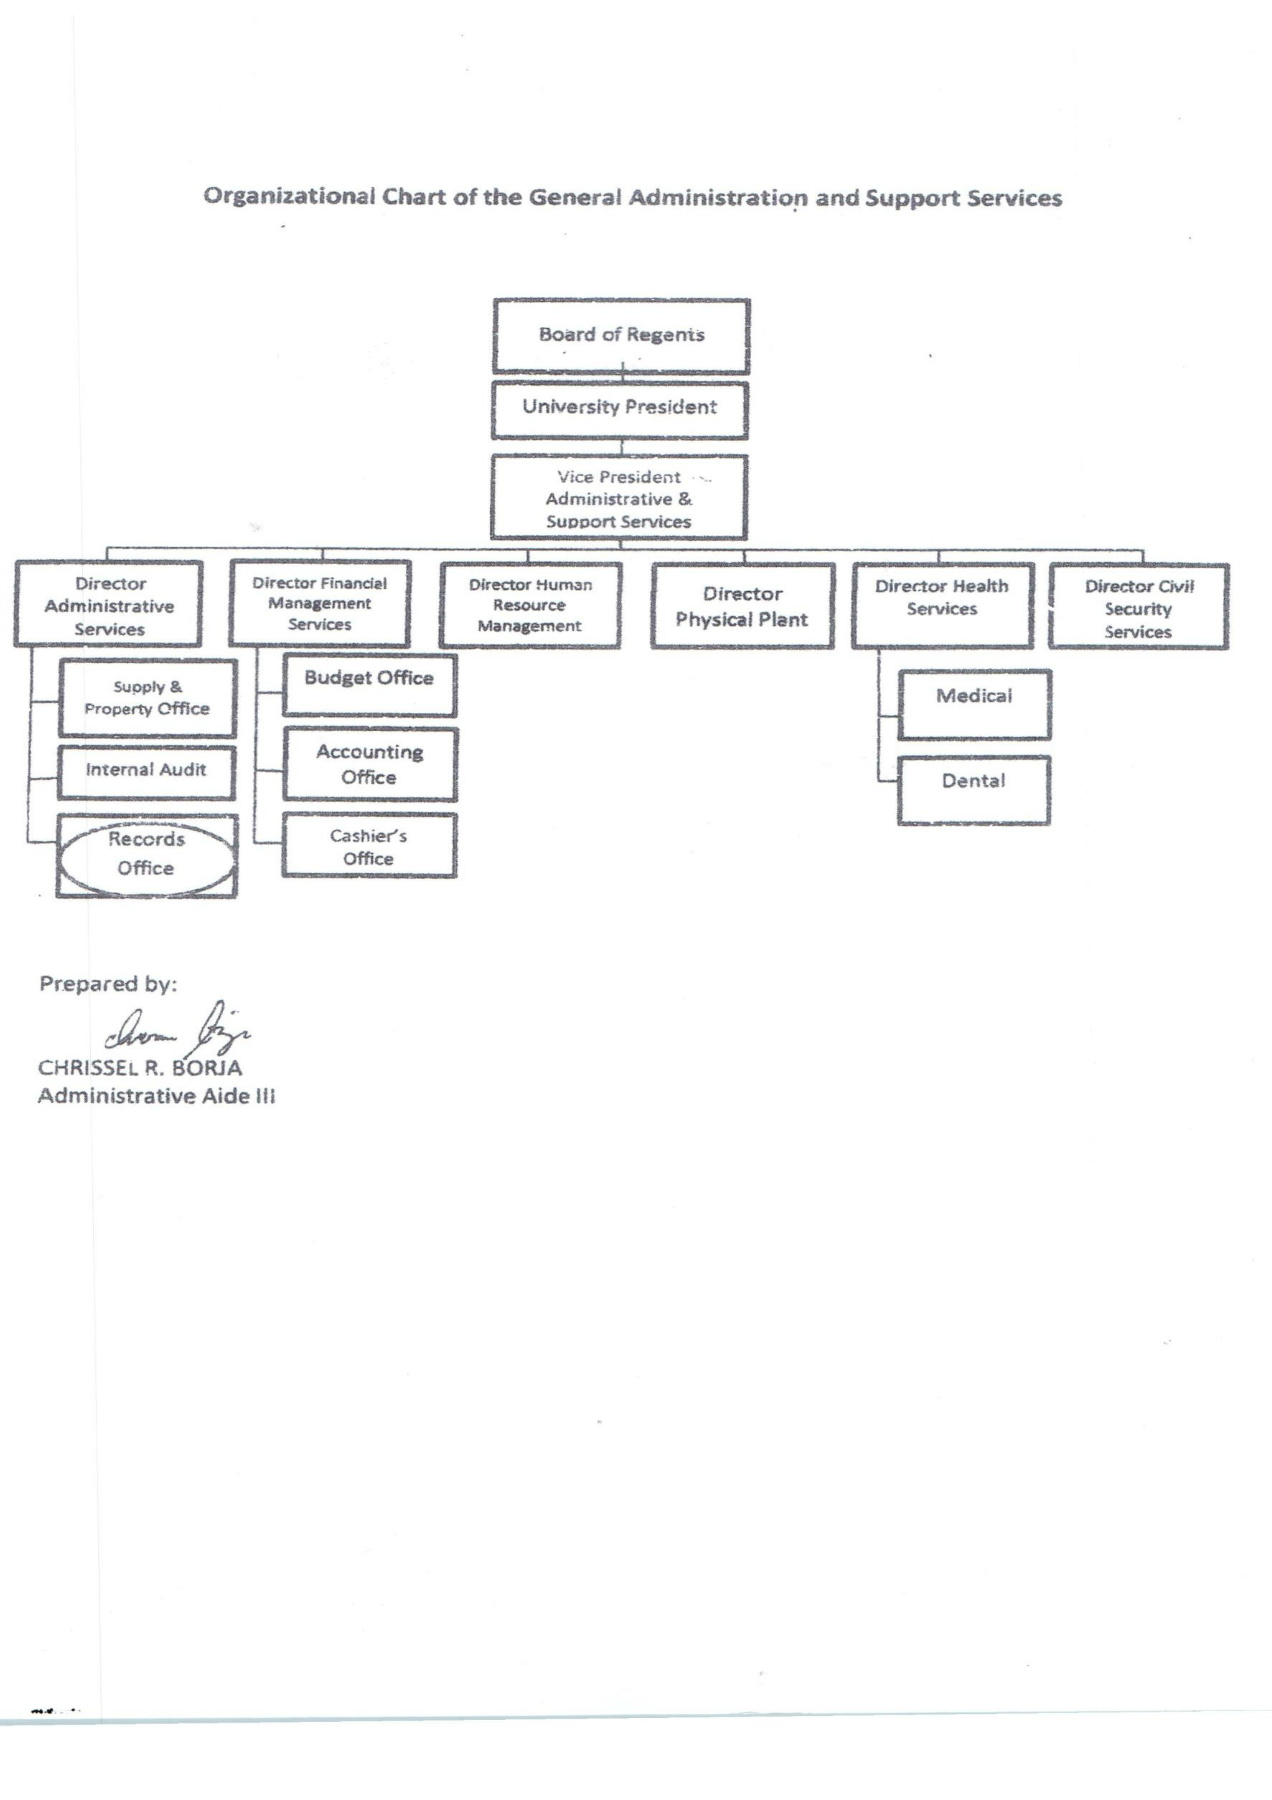 Organizational Chart of the General Administration and Support Services
Board of Regents
University President
Vice President
Administrative &
Support Services
Director
Administrative
Services
Director Financial
Management
Services
Director Human
Resource
Management
Director
Physical Plant
Director Health
Services
Director Civil
Security
Services
Supply &
Property Office
Internal Audit
Records
Office
Budget Office
Accounting
Office
Cashier's
Office
Medical
Dental
Prepared by:
CHRISSEL R. BORJA
Administrative Aide III